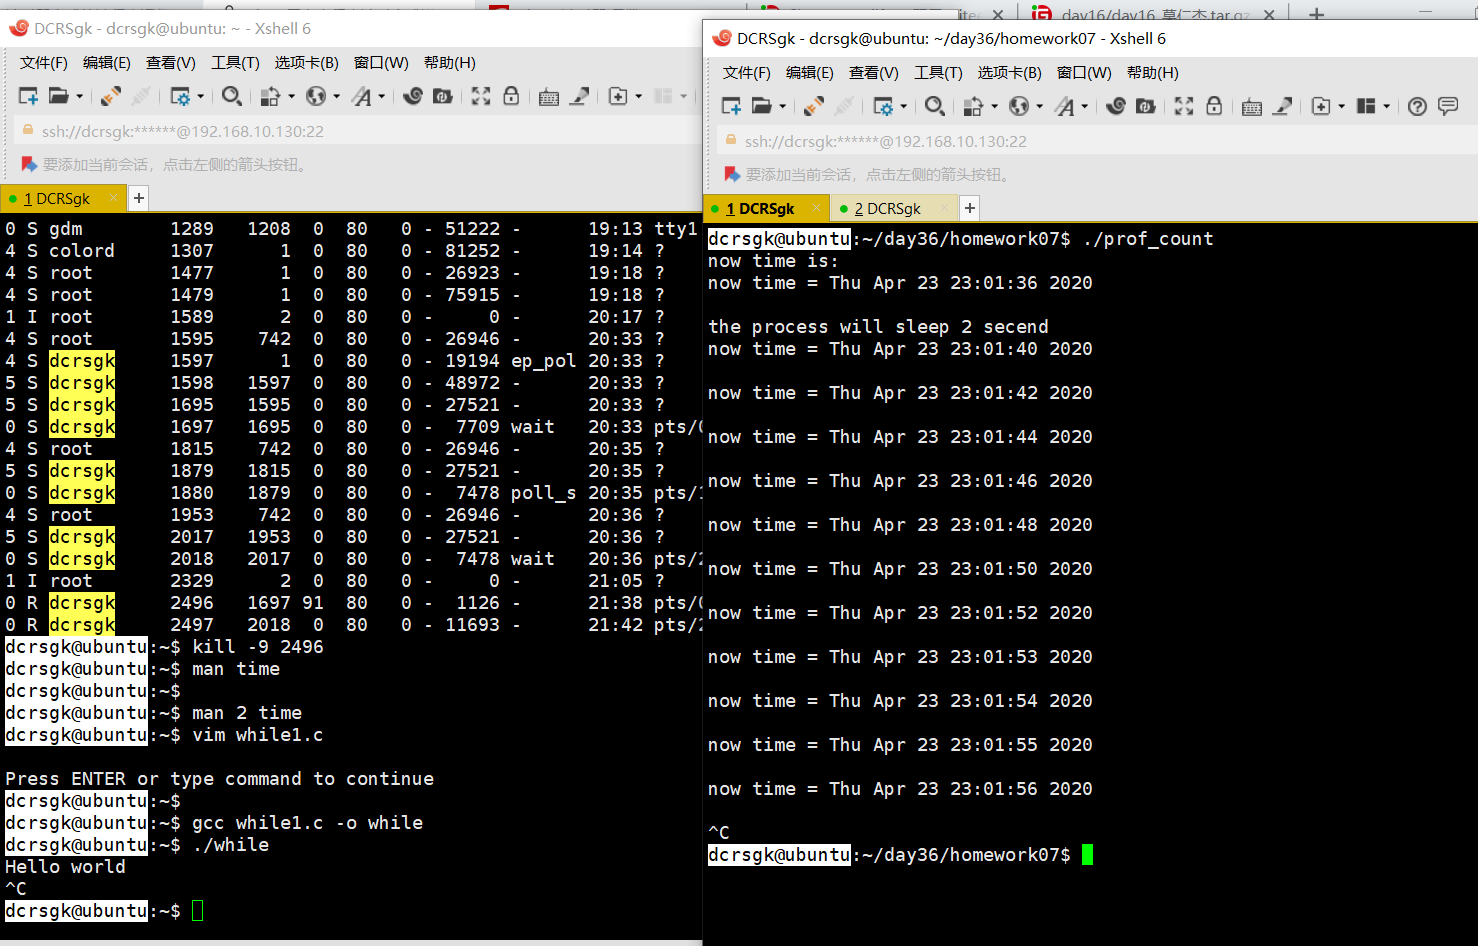 day16/day16_莫仁杰.tar.gz
DCRSgk - dcrsgk@ubuntu: ~ - Xshell 6
文件(F) 编辑(E) 查看(V) 工具(T) 选项卡(B) 窗口(W) 帮助(H)
ssh://dcrsgk:******@192.168.10.130:22
要添加当前会话，点击左侧的箭头按钮。
1 DCRSgk × +
0 S gdm 1289 1208 0 80 0 - 51222 - 19:13 tty1
4 S colord 1307 1 0 80 0 - 81252 - 19:14 ?
4 S root 1477 1 0 80 0 - 26923 - 19:18 ?
4 S root 1479 1 0 80 0 - 75915 - 19:18 ?
1 I root 1589 2 0 80 0 - 0 - 20:17 ?
4 S root 1595 742 0 80 0 - 26946 - 20:33 ?
4 S dcrsgk 1597 1 0 80 0 - 19194 ep_pol 20:33 ?
5 S dcrsgk 1598 1597 0 80 0 - 48972 - 20:33 ?
5 S dcrsgk 1695 1595 0 80 0 - 27521 - 20:33 ?
0 S dcrsgk 1697 1695 0 80 0 - 7709 wait 20:33 pts/0
4 S root 1815 742 0 80 0 - 26946 - 20:35 ?
5 S dcrsgk 1879 1815 0 80 0 - 27521 - 20:35 ?
0 S dcrsgk 1880 1879 0 80 0 - 7478 poll_s 20:35 pts/1
4 S root 1953 742 0 80 0 - 26946 - 20:36 ?
5 S dcrsgk 2017 1953 0 80 0 - 27521 - 20:36 ?
0 S dcrsgk 2018 2017 0 80 0 - 7478 wait 20:36 pts/2
1 I root 2329 2 0 80 0 - 0 - 21:05 ?
0 R dcrsgk 2496 1697 91 80 0 - 1126 - 21:38 pts/0
0 R dcrsgk 2497 2018 0 80 0 - 11693 - 21:42 pts/2
dcrsgk@ubuntu:~$ kill -9 2496
dcrsgk@ubuntu:~$ man time
dcrsgk@ubuntu:~$
dcrsgk@ubuntu:~$ man 2 time
dcrsgk@ubuntu:~$ vim while1.c
Press ENTER or type command to continue
dcrsgk@ubuntu:~$
dcrsgk@ubuntu:~$ gcc while1.c -o while
dcrsgk@ubuntu:~$ ./while
Hello world
^C
dcrsgk@ubuntu:~$
DCRSgk - dcrsgk@ubuntu: ~/day36/homework07 - Xshell 6
文件(F) 编辑(E) 查看(V) 工具(T) 选项卡(B) 窗口(W) 帮助(H)
ssh://dcrsgk:******@192.168.10.130:22
要添加当前会话，点击左侧的箭头按钮。
1 DCRSgk × 2 DCRSgk × +
dcrsgk@ubuntu:~/day36/homework07$ ./prof_count
now time is:
now time = Thu Apr 23 23:01:36 2020
the process will sleep 2 secend
now time = Thu Apr 23 23:01:40 2020
now time = Thu Apr 23 23:01:42 2020
now time = Thu Apr 23 23:01:44 2020
now time = Thu Apr 23 23:01:46 2020
now time = Thu Apr 23 23:01:48 2020
now time = Thu Apr 23 23:01:50 2020
now time = Thu Apr 23 23:01:52 2020
now time = Thu Apr 23 23:01:53 2020
now time = Thu Apr 23 23:01:54 2020
now time = Thu Apr 23 23:01:55 2020
now time = Thu Apr 23 23:01:56 2020
^C
dcrsgk@ubuntu:~/day36/homework07$